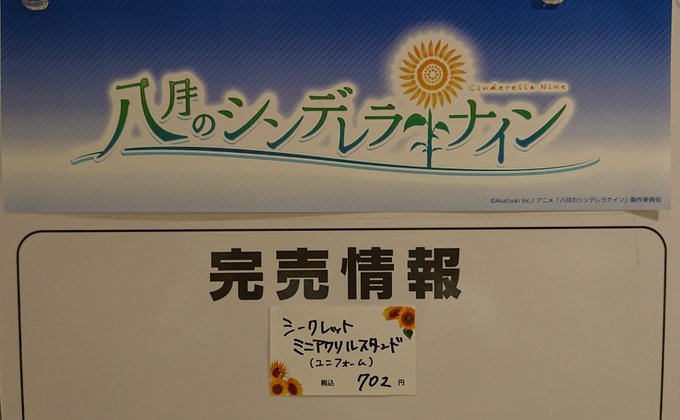 Cinderella Nine
八月のシンデレラナイン
©Akatsuki Inc./ アニメ「八月のシンデレラナイン」製作委員会
完売情報
シークレット
ミニアクリルスタンド
(ユニフォーム)
税込 702 円